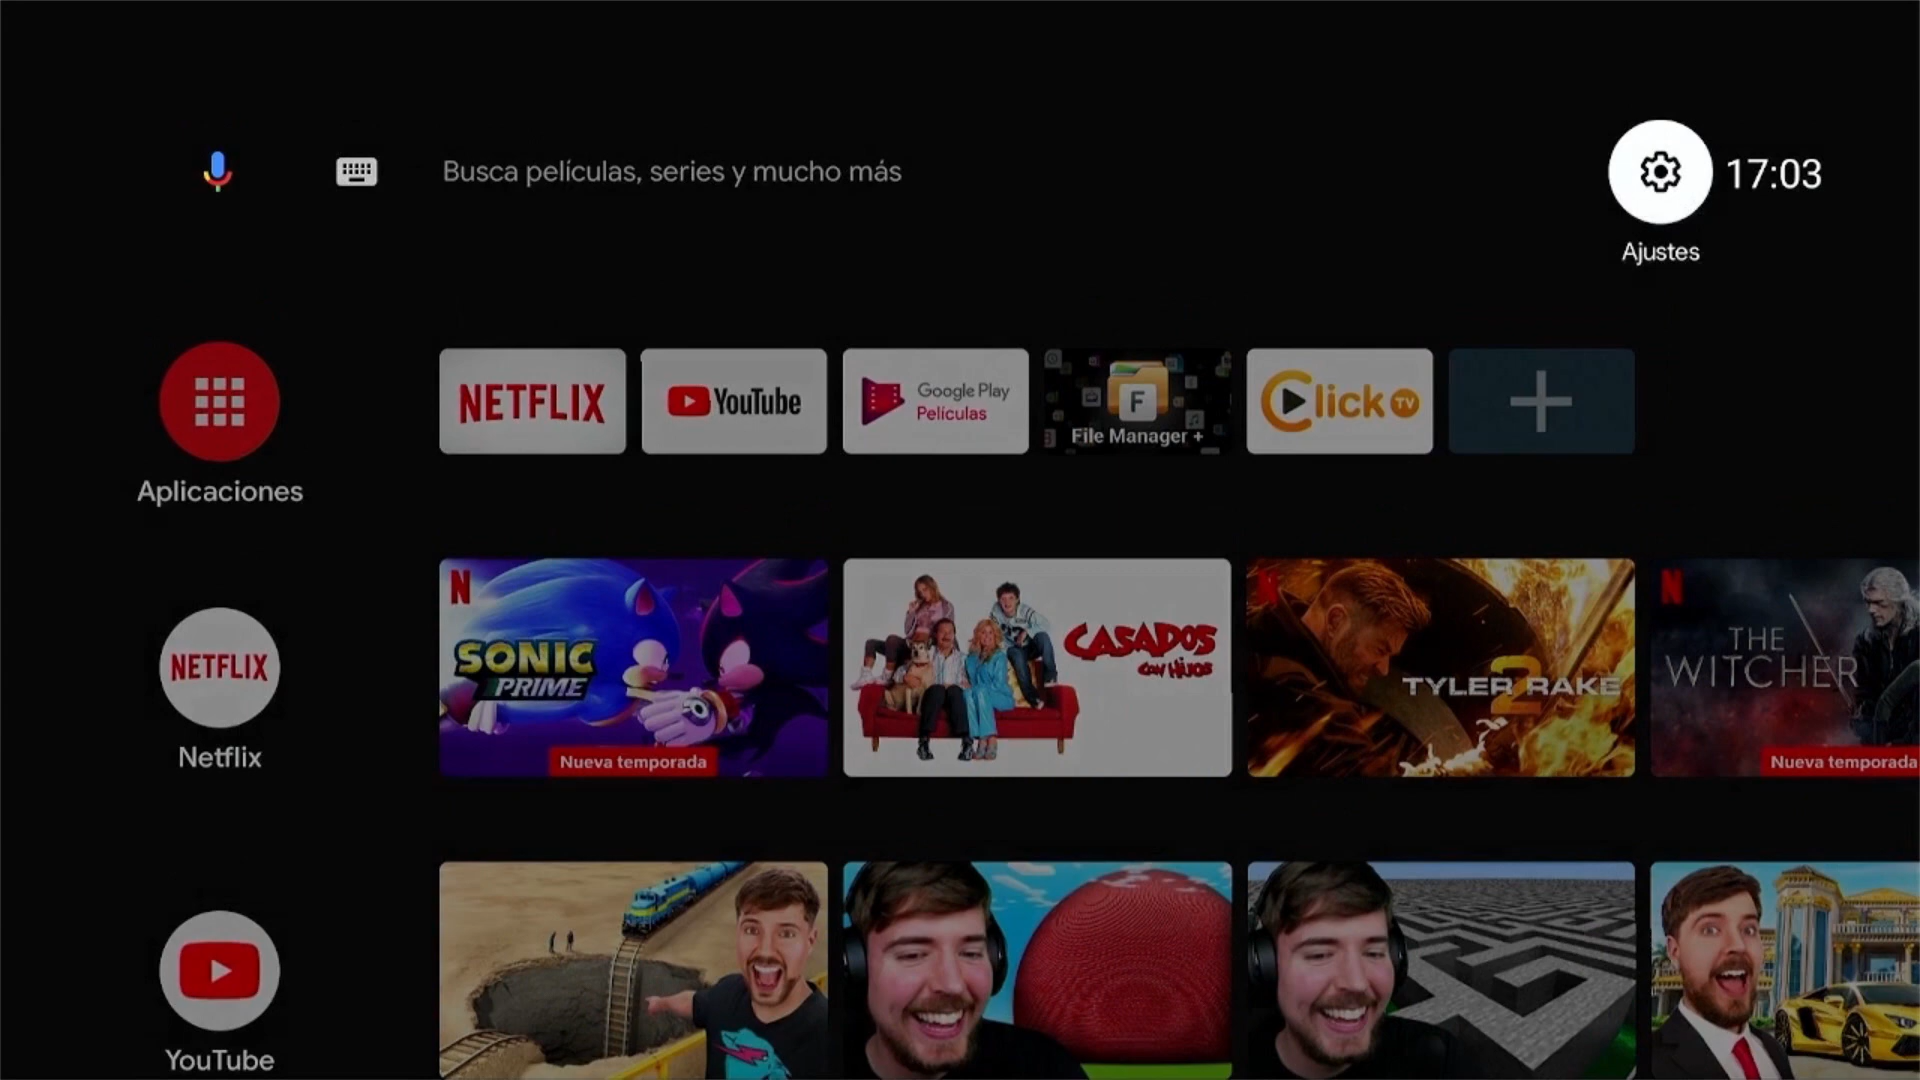 Busca películas, series y mucho más
17:03
Ajustes
Aplicaciones
NETFLIX
YouTube
Google Play
Películas
F
File Manager +
Click TV
Netflix
NETFLIX
N
SONIC
PRIME
Nueva temporada
CASADOS
CON HIJOS
N
TYLER RAKE
2
N
THE
WITCHER
Nueva temporada
YouTube